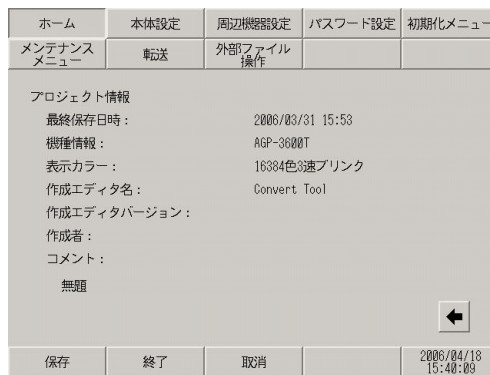 ホーム
本体設定
周辺機器設定
パスワード設定
初期化メニュー
メンテナンス
メニュー
転送
外部ファイル
操作
プロジェクト情報
最終保存日時： 2006/03/31 15:53
機種情報： AGP-3600T
表示カラー： 16384色3速ブリンク
作成エディタ名： Convert Tool
作成エディタバージョン：
作成者：
コメント：
無題
保存
終了
取消
2006/04/18
15:40:09